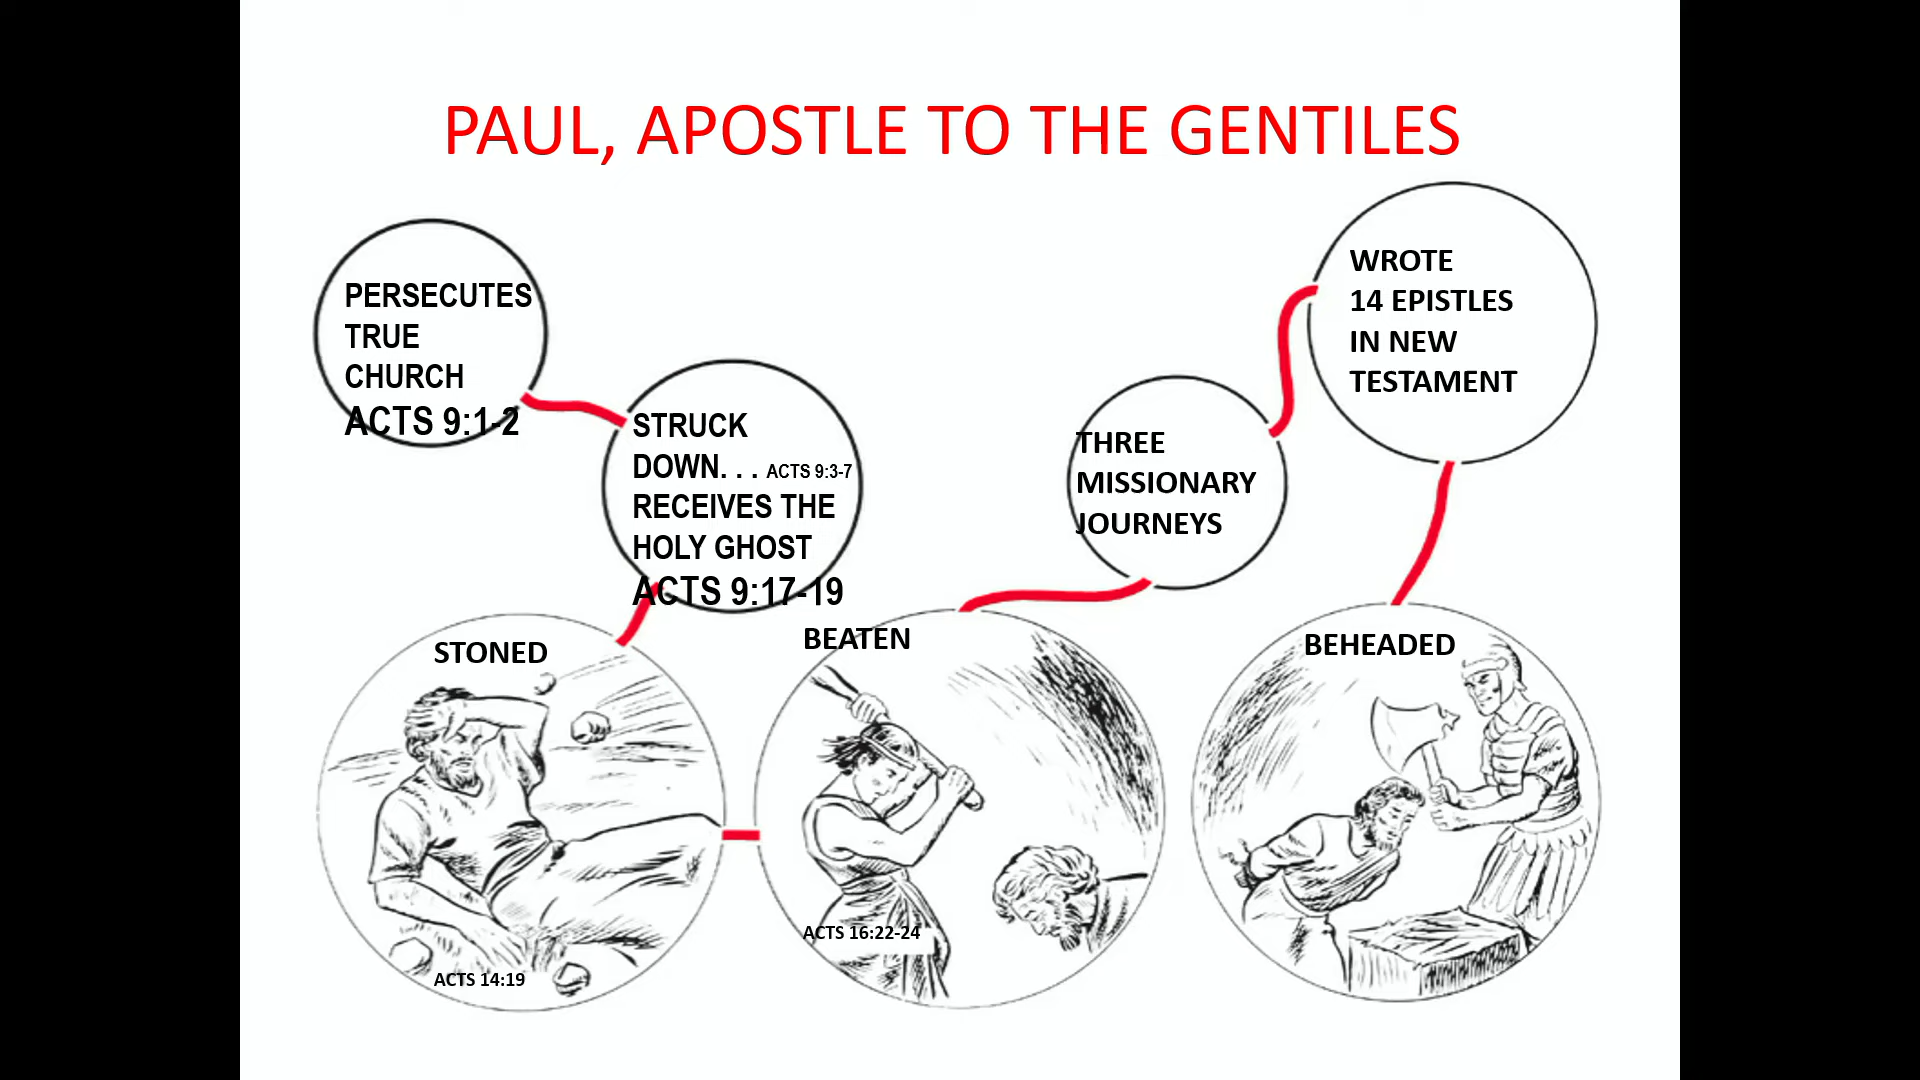 PAUL, APOSTLE TO THE GENTILES
PERSECUTES
TRUE
CHURCH
ACTS 9:1-2
STRUCK
DOWN. . . ACTS 9:3-7
RECEIVES THE
HOLY GHOST
ACTS 9:17-19
STONED
ACTS 14:19
BEATEN
ACTS 16:22-24
THREE
MISSIONARY
JOURNEYS
WROTE
14 EPISTLES
IN NEW
TESTAMENT
BEHEADED